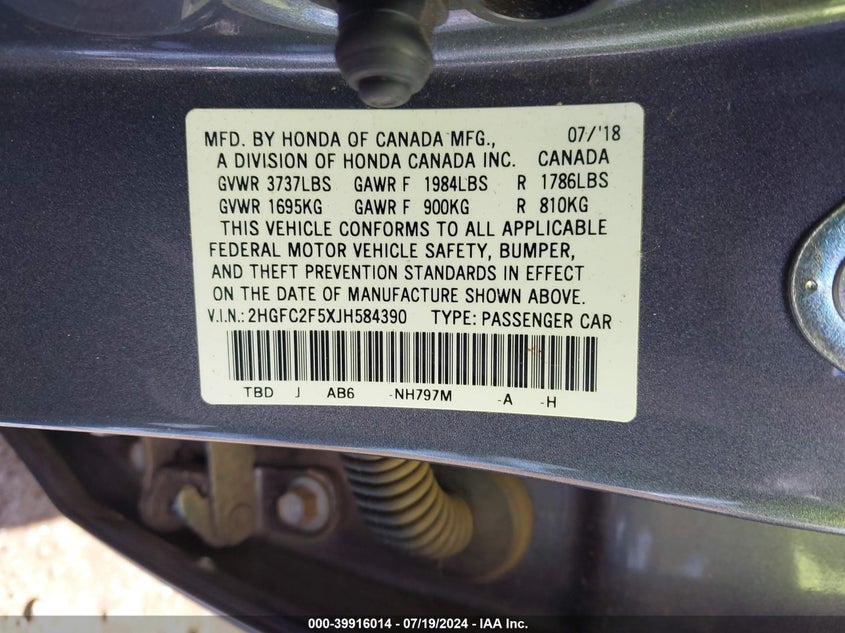 MFD. BY HONDA OF CANADA MFG., 07/'18
A DIVISION OF HONDA CANADA INC. CANADA
GVWR 3737LBS GAWR F 1984LBS R 1786LBS
GVWR 1695KG GAWR F 900KG R 810KG
THIS VEHICLE CONFORMS TO ALL APPLICABLE
FEDERAL MOTOR VEHICLE SAFETY, BUMPER,
AND THEFT PREVENTION STANDARDS IN EFFECT
ON THE DATE OF MANUFACTURE SHOWN ABOVE.
V.I.N.: 2HGFC2F5XJH584390 TYPE: PASSENGER CAR
TBD J AB6 -NH797M -A -H
000-39916014 - 07/19/2024 - IAA Inc.